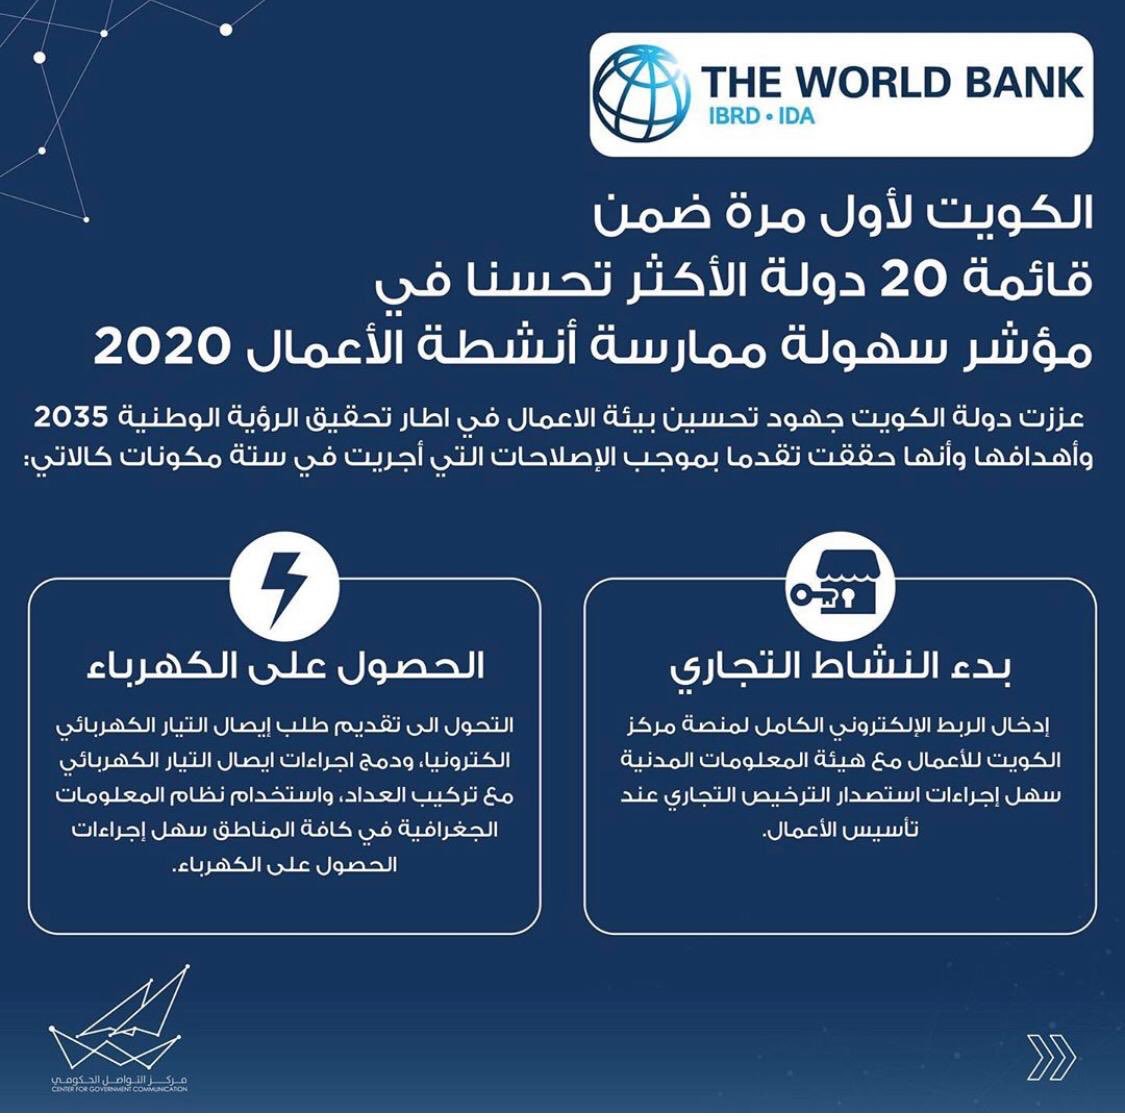 THE WORLD BANK
IBRD • IDA
الكويت لأول مرة ضمن
قائمة 20 دولة الأكثر تحسنا في
مؤشر سهولة ممارسة أنشطة الأعمال 2020
عززت دولة الكويت جهود تحسين بيئة الاعمال في اطار تحقيق الرؤية الوطنية 2035
وأهدافها وأنها حققت تقدما بموجب الإصلاحات التي أجريت في ستة مكونات كالاتي:
بدء النشاط التجاري
إدخال الربط الإلكتروني الكامل لمنصة مركز
الكويت للأعمال مع هيئة المعلومات المدنية
سهل إجراءات استصدار الترخيص التجاري عند
تأسيس الأعمال.
الحصول على الكهرباء
التحول الى تقديم طلب إيصال التيار الكهربائي
الكترونيا، ودمج اجراءات ايصال التيار الكهربائي
مع تركيب العداد، واستخدام نظام المعلومات
الجغرافية في كافة المناطق سهل إجراءات
الحصول على الكهرباء.
مركز التواصل الحكومي
CENTER FOR GOVERNMENT COMMUNICATION